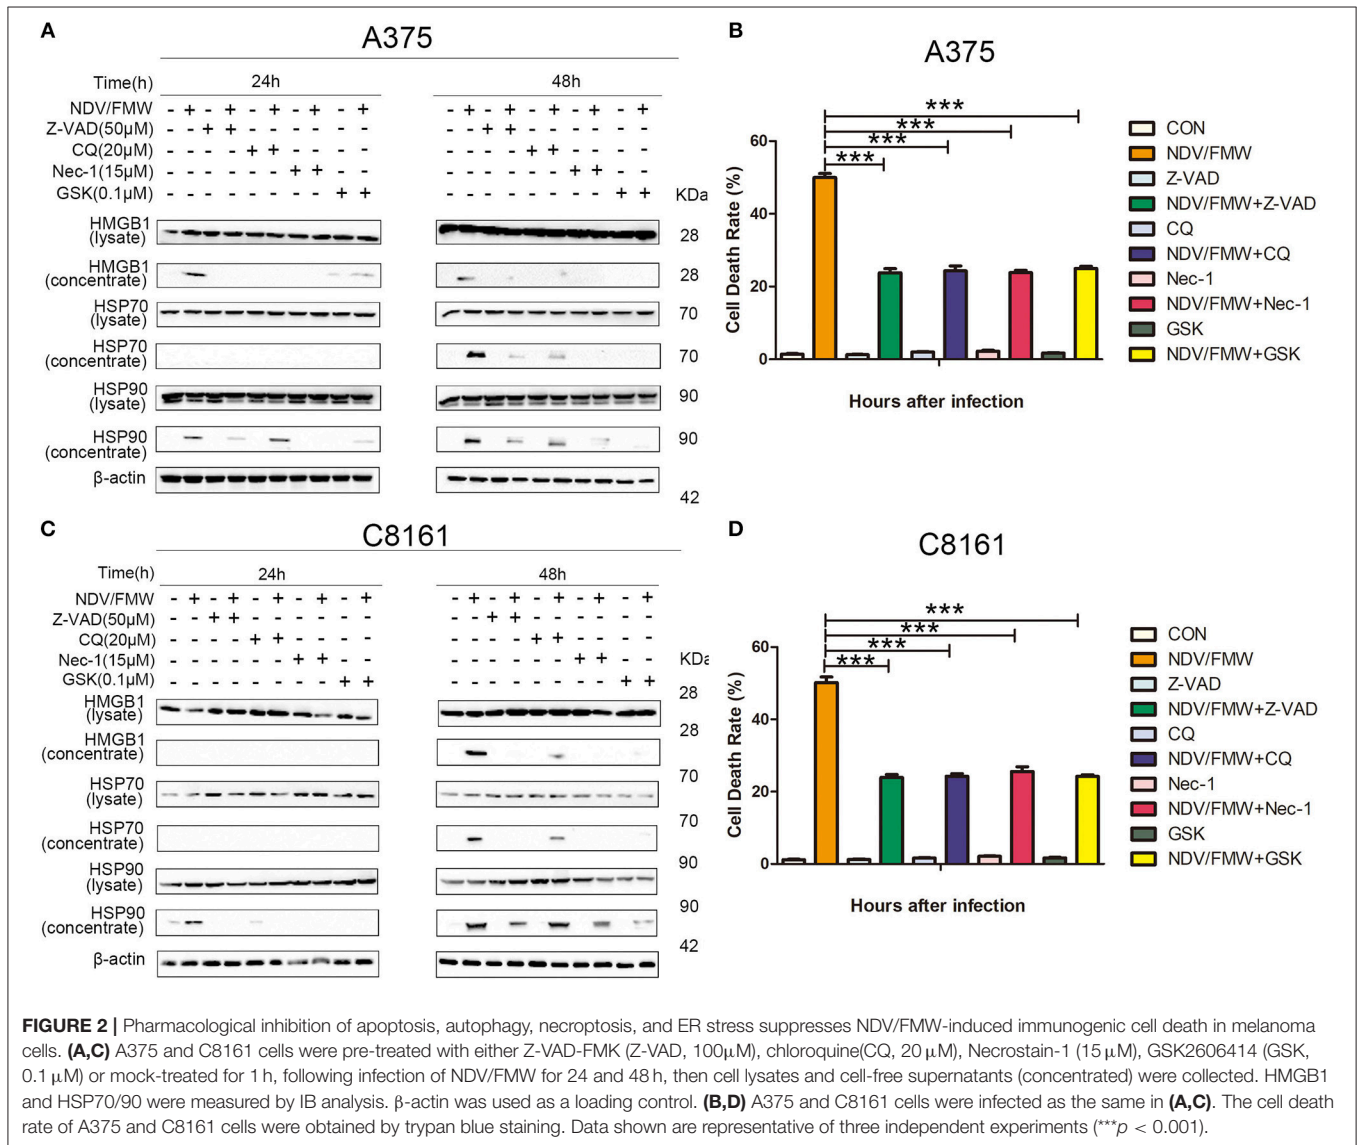 A
A375
Time(h) 24h 48h
NDV/FMW - + - + - + - + - + - + - + - + - + - +
Z-VAD(50μM) - - + + - - - - - - - - + + - - - - - -
CQ(20μM) - - - - + + - - - - - - - - + + - - - -
Nec-1(15μM) - - - - - - + + - - - - - - - - + + - -
GSK(0.1μM) - - - - - - - - + + - - - - - - - - + +
KDa
HMGB1
(lysate) 28
HMGB1
(concentrate) 28
HSP70
(lysate) 70
HSP70
(concentrate) 70
HSP90
(lysate) 90
HSP90
(concentrate) 90
β-actin
42
B
A375
Cell Death Rate (%)
60
40
20
0
***
***
***
***
Hours after infection
CON
NDV/FMW
Z-VAD
NDV/FMW+Z-VAD
CQ
NDV/FMW+CQ
Nec-1
NDV/FMW+Nec-1
GSK
NDV/FMW+GSK
C
C8161
Time(h) 24h 48h
NDV/FMW - + - + - + - + - + - + - + - + - + - +
Z-VAD(50μM) - - + + - - - - - - - - + + - - - - - -
CQ(20μM) - - - - + + - - - - - - - - + + - - - -
Nec-1(15μM) - - - - - - + + - - - - - - - - + + - -
GSK(0.1μM) - - - - - - - - + + - - - - - - - - + +
KDa
28
HMGB1
(lysate)
28
HMGB1
(concentrate)
70
HSP70
(lysate)
70
HSP70
(concentrate)
90
HSP90
(lysate)
90
HSP90
(concentrate)
42
β-actin
D
C8161
Cell Death Rate (%)
60
40
20
0
***
***
***
***
Hours after infection
CON
NDV/FMW
Z-VAD
NDV/FMW+Z-VAD
CQ
NDV/FMW+CQ
Nec-1
NDV/FMW+Nec-1
GSK
NDV/FMW+GSK
FIGURE 2 | Pharmacological inhibition of apoptosis, autophagy, necroptosis, and ER stress suppresses NDV/FMW-induced immunogenic cell death in melanoma
cells. (A,C) A375 and C8161 cells were pre-treated with either Z-VAD-FMK (Z-VAD, 100μM), chloroquine(CQ, 20 μM), Necrostain-1 (15 μM), GSK2606414 (GSK,
0.1 μM) or mock-treated for 1 h, following infection of NDV/FMW for 24 and 48 h, then cell lysates and cell-free supernatants (concentrated) were collected. HMGB1
and HSP70/90 were measured by IB analysis. β-actin was used as a loading control. (B,D) A375 and C8161 cells were infected as the same in (A,C). The cell death
rate of A375 and C8161 cells were obtained by trypan blue staining. Data shown are representative of three independent experiments (***p < 0.001).